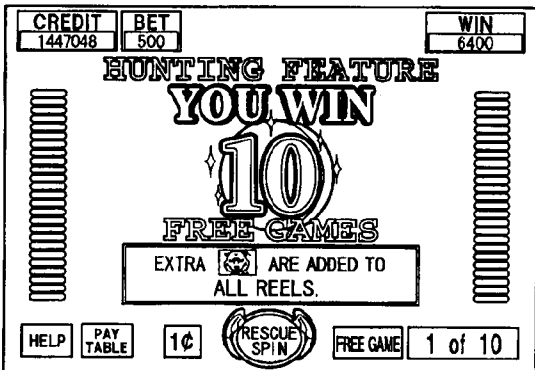 CREDIT BET WIN
1447048 500 6400
HUNTING FEATURE
YOU WIN
10
FREE GAMES
EXTRA ARE ADDED TO
ALL REELS.
HELP PAY TABLE 1¢ RESCUE SPIN FREE GAME 1 of 10